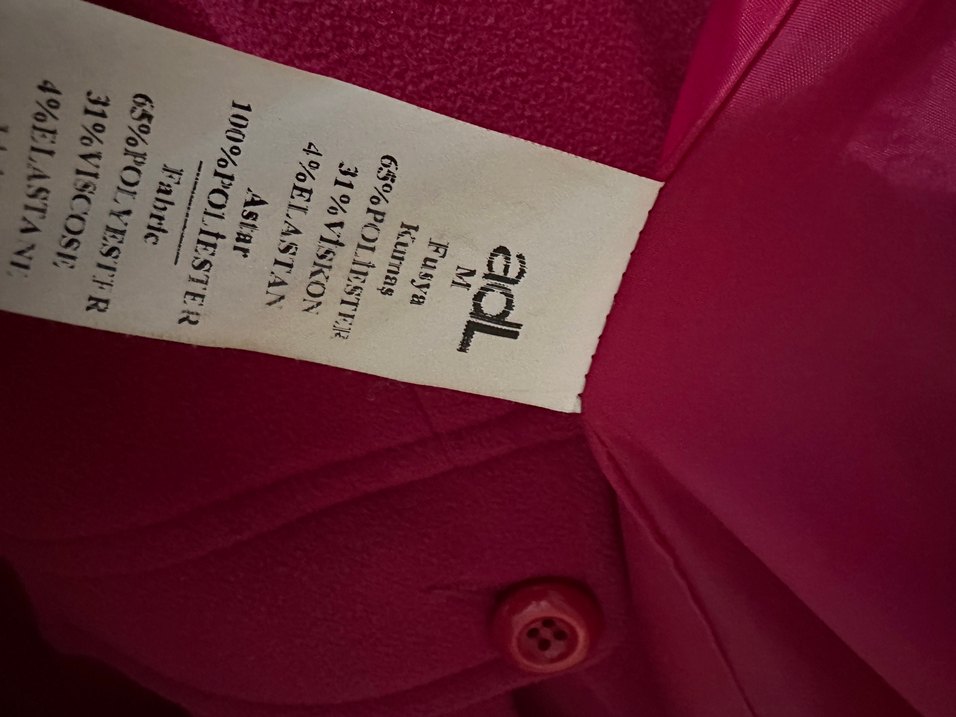 adL
M
Fuşya
Kumaş
65%POLİESTER
31%VİSKON
4%ELASTAN
Astar
100%POLİESTER
Fabric
65%POLYESTER
31%VISCOSE
4%ELASTANE